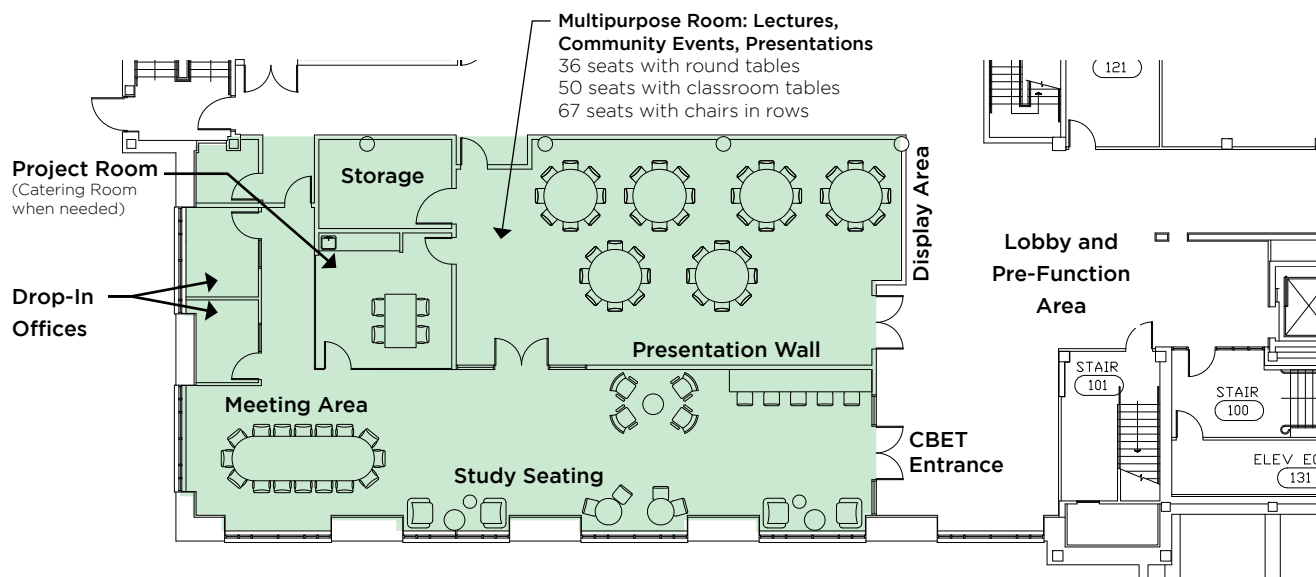 Multipurpose Room: Lectures,
Community Events, Presentations
36 seats with round tables
50 seats with classroom tables
67 seats with chairs in rows
121
Project Room
(Catering Room
when needed)
Storage
Display Area
Lobby and
Pre-Function
Area
Drop-In
Offices
Presentation Wall
STAIR
101
STAIR
100
Meeting Area
CBET
Entrance
Study Seating
ELEV
131